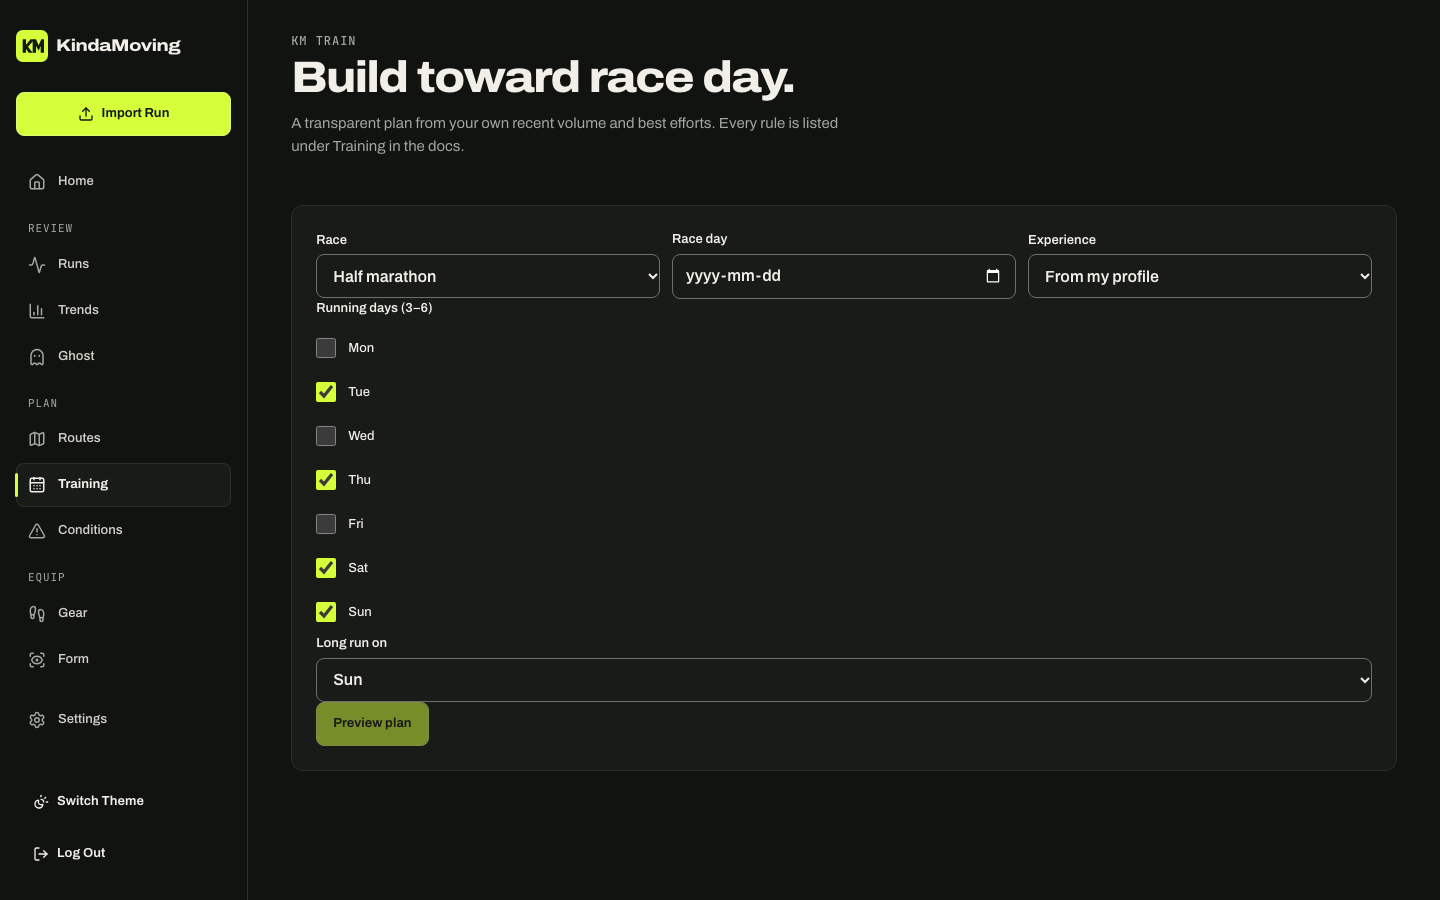 KM KindaMoving
Import Run
Home
REVIEW
Runs
Trends
Ghost
PLAN
Routes
Training
Conditions
EQUIP
Gear
Form
Settings
Switch Theme
Log Out
KM TRAIN
Build toward race day.
A transparent plan from your own recent volume and best efforts. Every rule is listed
under Training in the docs.
Race
Half marathon
Race day
yyyy-mm-dd
Experience
From my profile
Running days (3–6)
Mon
Tue
Wed
Thu
Fri
Sat
Sun
Long run on
Sun
Preview plan